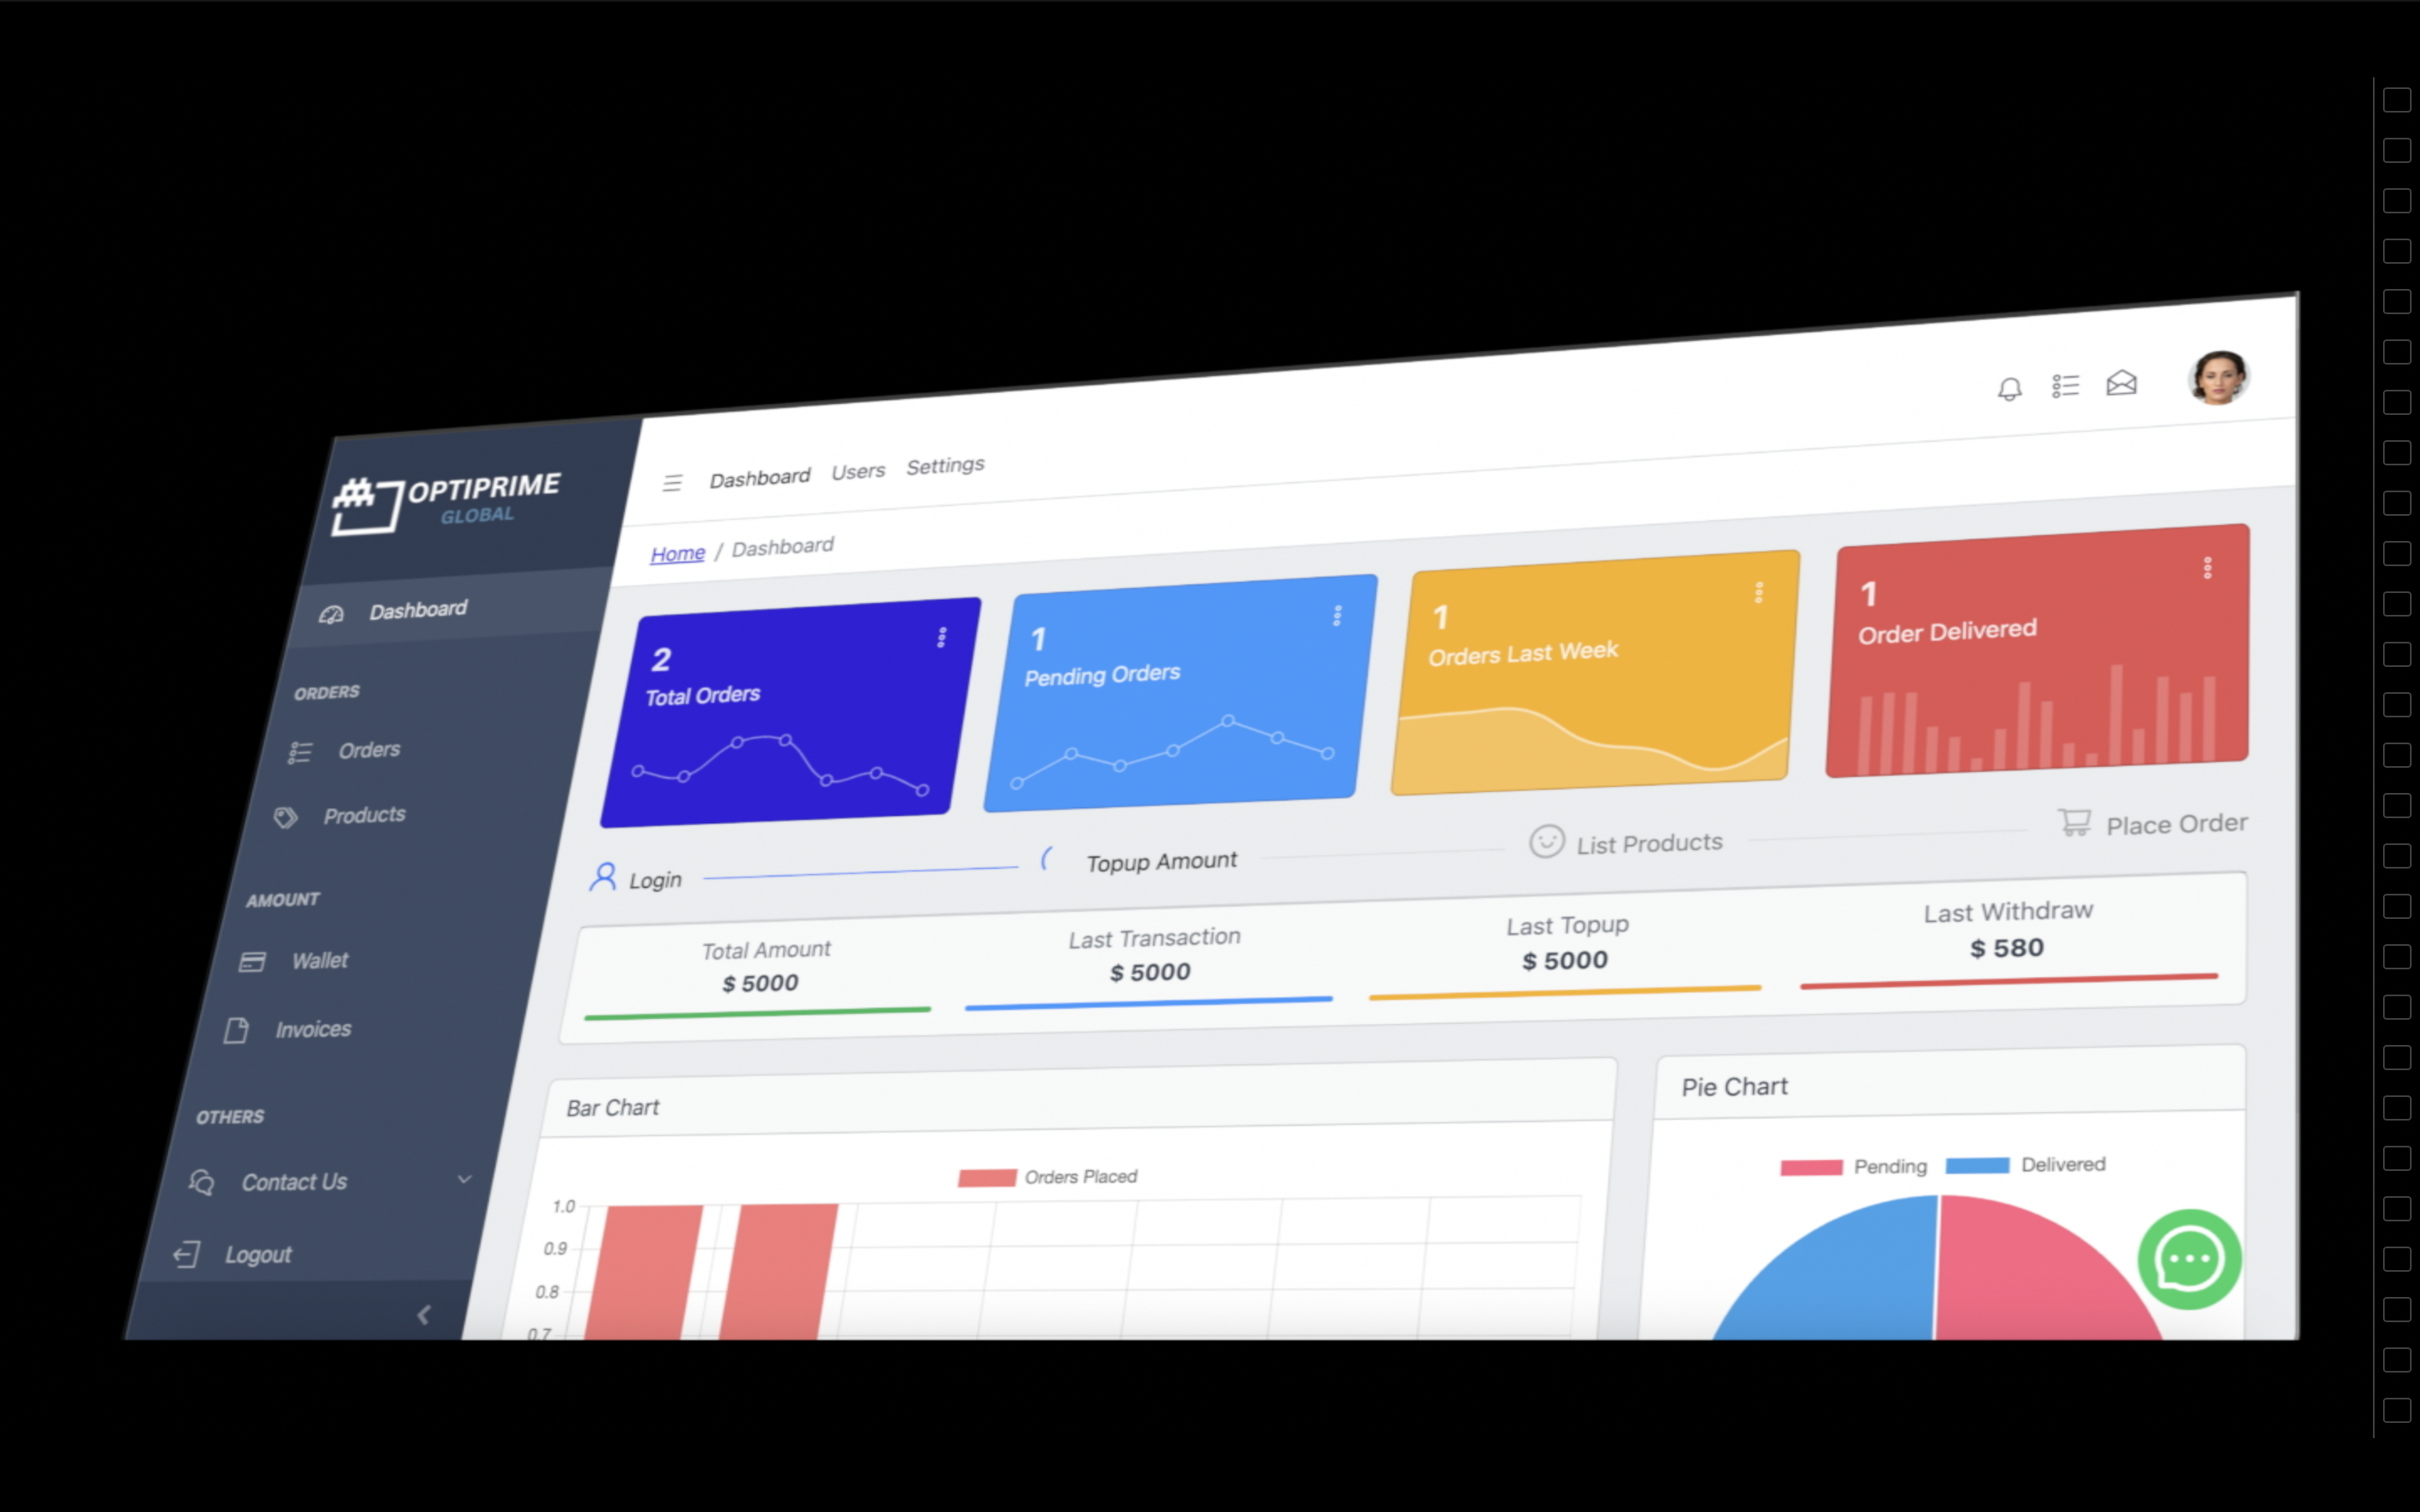 OPTIPRIME
GLOBAL
Dashboard
ORDERS
Orders
Products
AMOUNT
Wallet
Invoices
OTHERS
Contact Us
Logout
Dashboard Users Settings
Home / Dashboard
2
Total Orders
1
Pending Orders
1
Orders Last Week
1
Order Delivered
Login
Topup Amount
List Products
Place Order
Total Amount
$ 5000
Last Transaction
$ 5000
Last Topup
$ 5000
Last Withdraw
$ 580
Bar Chart
Orders Placed
1.0
0.9
0.8
0.7
Pie Chart
Pending Delivered